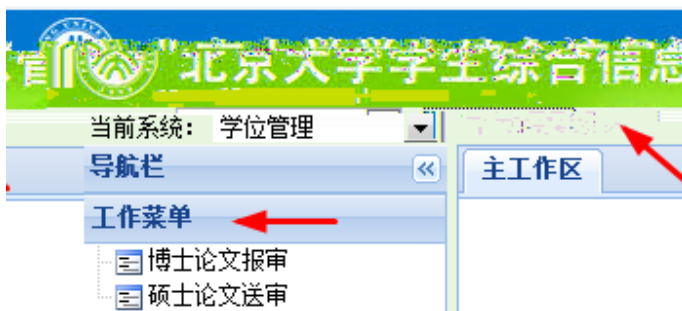 北京大学学生综合信息
当前系统： 学位管理
导航栏
主工作区
工作菜单
博士论文报审
硕士论文送审